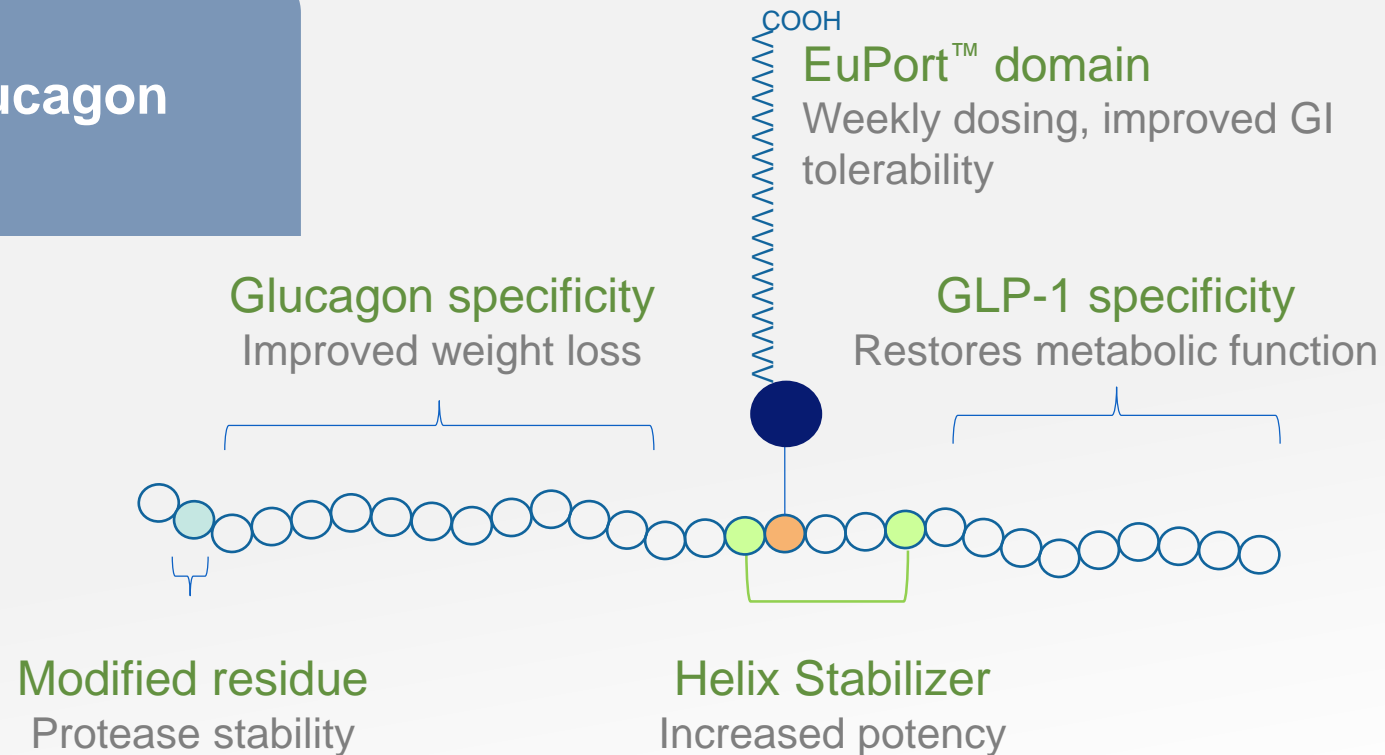 ucagon
COOH
EuPort™ domain
Weekly dosing, improved GI
tolerability
Glucagon specificity
Improved weight loss
GLP-1 specificity
Restores metabolic function
Modified residue
Protease stability
Helix Stabilizer
Increased potency